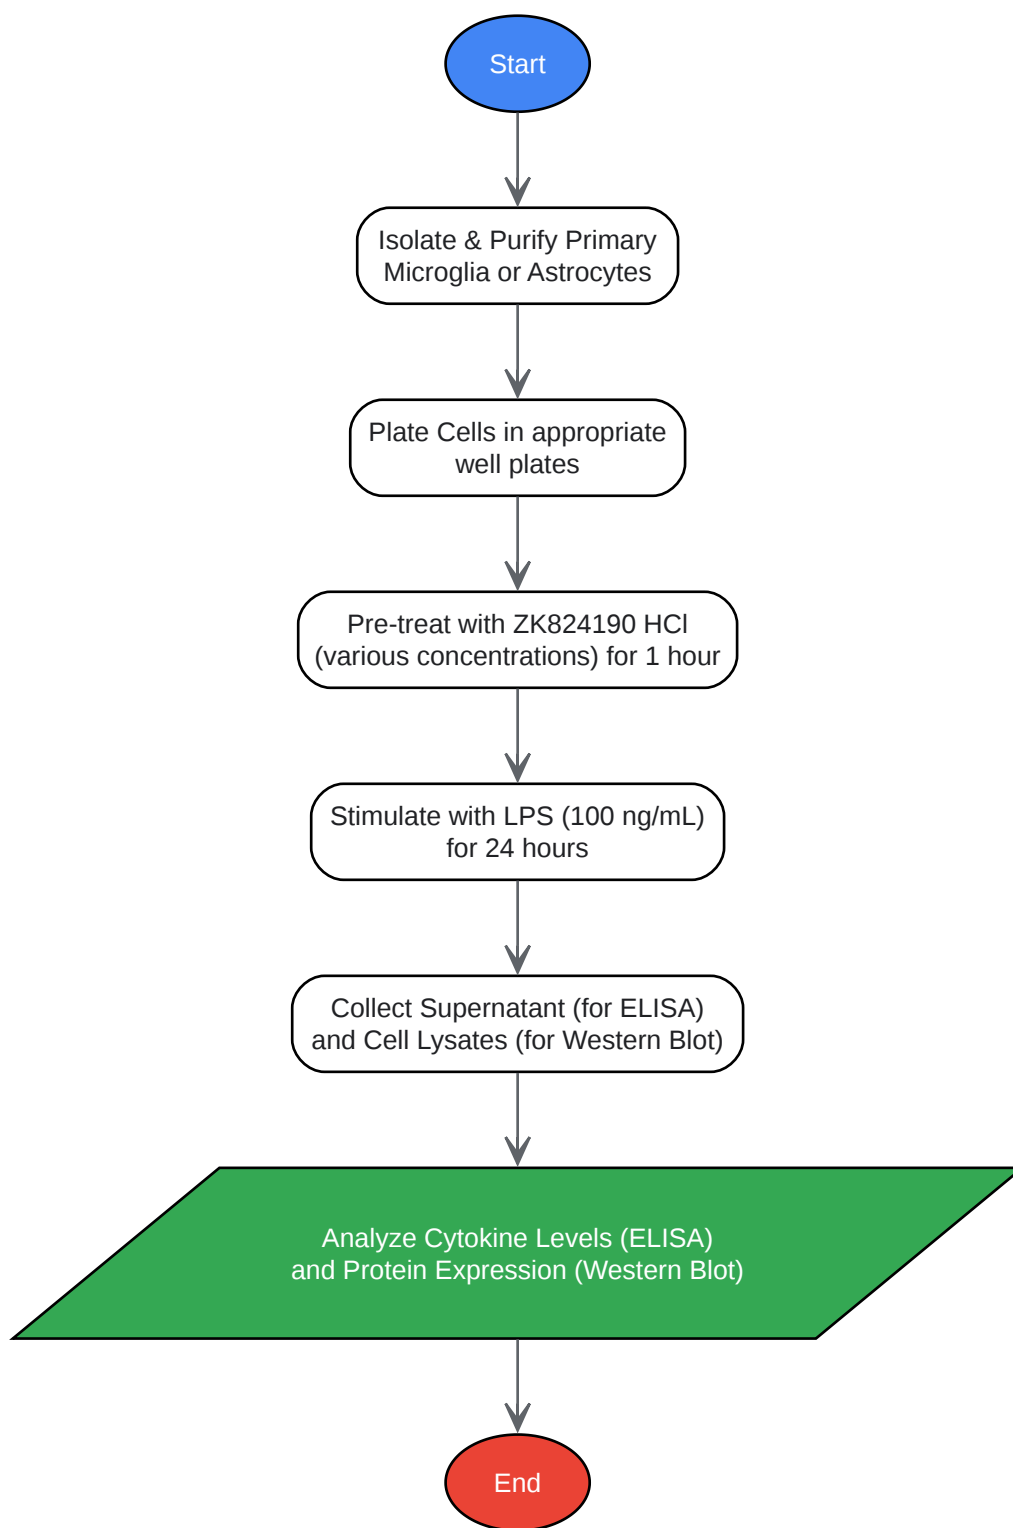 Start
Isolate & Purify Primary
Microglia or Astrocytes
Plate Cells in appropriate
well plates
Pre-treat with ZK824190 HCl
(various concentrations) for 1 hour
Stimulate with LPS (100 ng/mL)
for 24 hours
Collect Supernatant (for ELISA)
and Cell Lysates (for Western Blot)
Analyze Cytokine Levels (ELISA)
and Protein Expression (Western Blot)
End